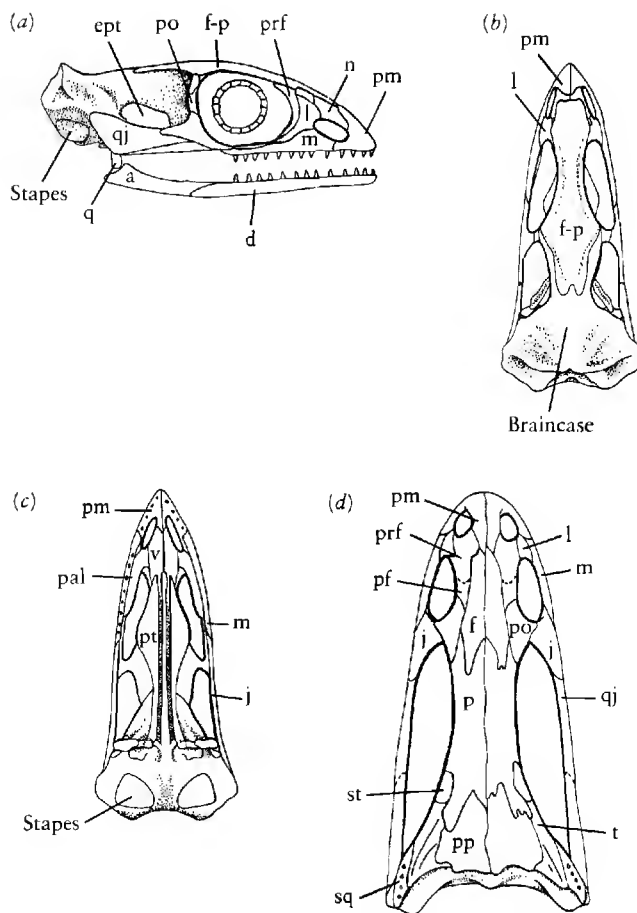 (a)
ept
po
f-p
prf
n
pm
l
m
qj
Stapes
q
a
d
(b)
pm
l
f-p
Braincase
(c)
pm
v
pal
pt
m
j
Stapes
(d)
pm
prf
l
m
pf
f
po
j
j
qj
p
st
t
pp
sq